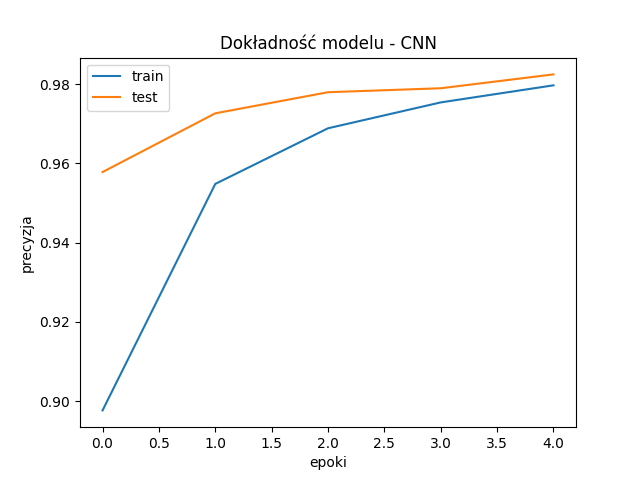 Dokładność modelu - CNN
train
test
precyzja
0.98
0.96
0.94
0.92
0.90
0.0 0.5 1.0 1.5 2.0 2.5 3.0 3.5 4.0
epoki